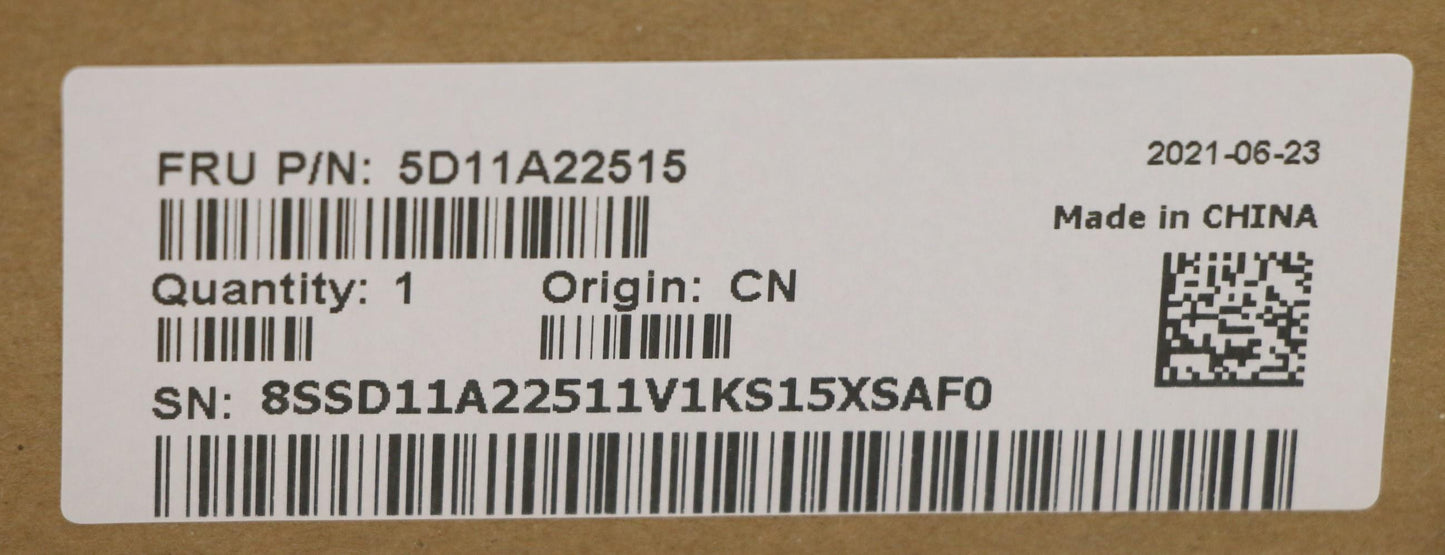 FRU P/N: 5D11A22515
2021-06-23
Made in CHINA
Quantity: 1 Origin: CN
SN: 8SSD11A22511V1KS15XSAF0